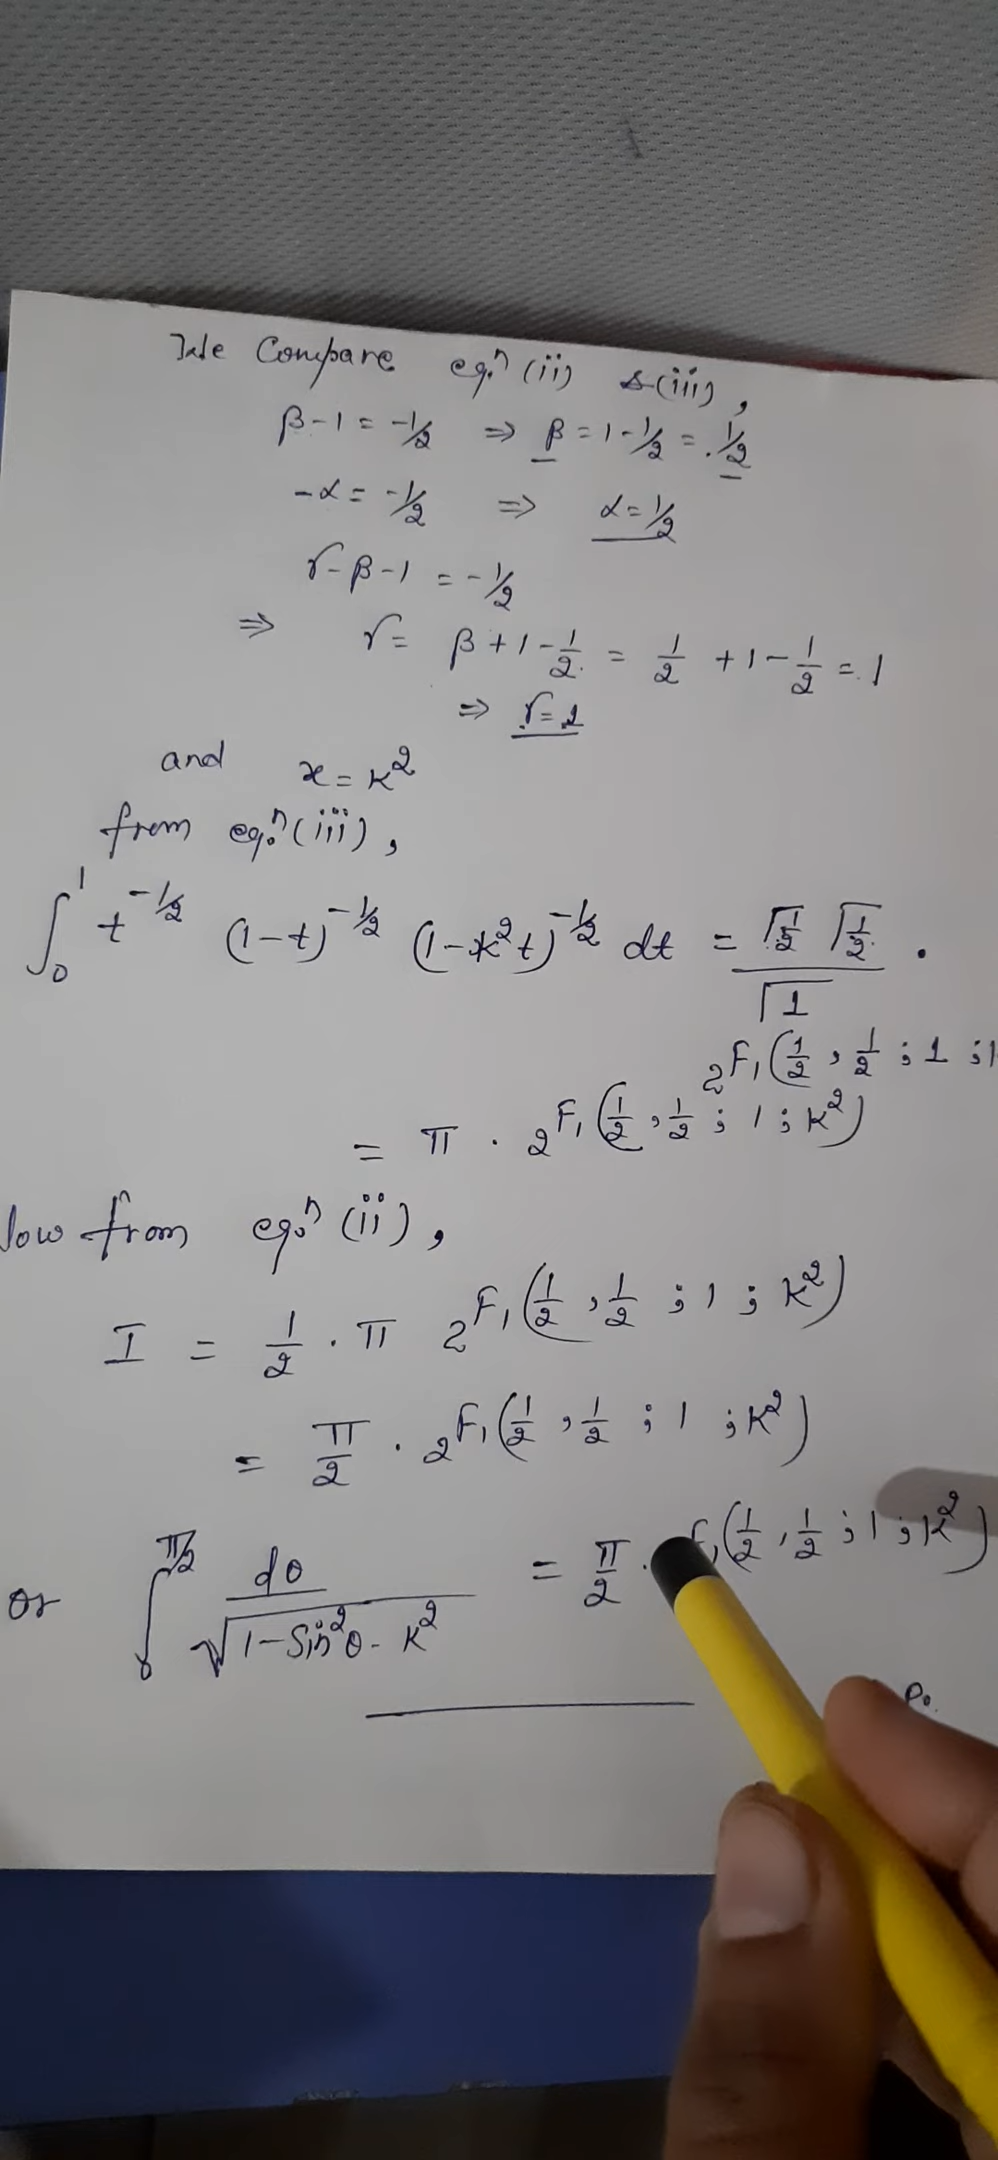 We Compare eqⁿ (ii) & (iii),
β-1 = -1/2 ⇒ β = 1-1/2 = 1/2
-α = -1/2 ⇒ α = 1/2
γ-β-1 = -1/2
⇒ γ = β+1-1/2 = 1/2 +1-1/2 = 1
⇒ γ=1
and x = k²
from eqⁿ (iii),
∫₀¹ t^(-1/2) (1-t)^(-1/2) (1-k²t)^(-1/2) dt = Γ1/2 Γ1/2 / Γ1 .
₂F₁(1/2 , 1/2 ; 1 ;
= π . ₂F₁(1/2 , 1/2 ; 1 ; k²)
from eqⁿ (ii),
I = 1/2 . π ₂F₁(1/2 , 1/2 ; 1 ; k²)
= π/2 . ₂F₁(1/2 , 1/2 ; 1 ; k²)
or ∫₀^(π/2) dθ / √(1-Sin²θ . k²) = π/2 . F₁(1/2 , 1/2 ; 1 ; k²)